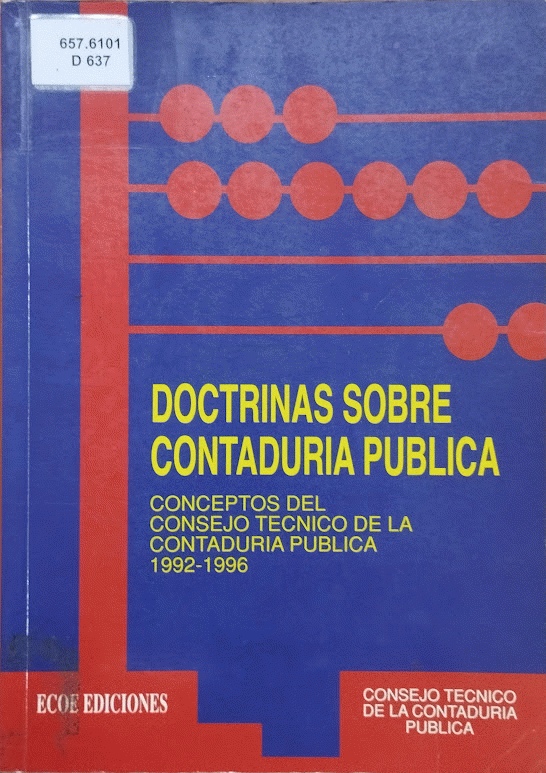 657.6101
D 637
DOCTRINAS SOBRE
CONTADURIA PUBLICA
CONCEPTOS DEL
CONSEJO TECNICO DE LA
CONTADURIA PUBLICA
1992-1996
ECOE EDICIONES
CONSEJO TECNICO
DE LA CONTADURIA
PUBLICA